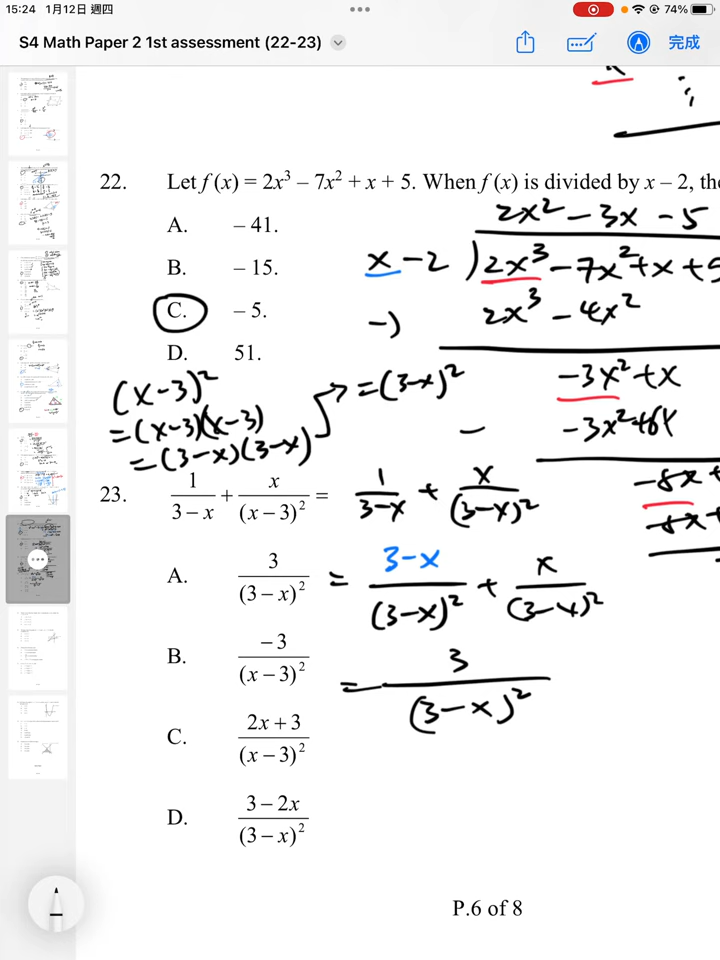 15:24 1月12日 週四
74%
S4 Math Paper 2 1st assessment (22-23)
完成
22. Let f (x) = 2x³ – 7x² + x + 5. When f (x) is divided by x – 2, the
2x² – 3x – 5
A. – 41.
x – 2 ) 2x³ – 7x² + x + 5
B. – 15.
2x³ – 4x²
C. – 5.
–)
D. 51.
–3x² + x
(x–3)²
= (3–x)²
= (x–3)(x–3)
–3x² + 6x
= (3–x)(3–x)
–
23. 1/(3 – x) + x/(x – 3)² =
1/(3–x) + x/(3–x)²
A. 3/(3 – x)²
= (3–x)/(3–x)² + x/(3–x)²
B. –3/(x – 3)²
= 3/(3–x)²
C. (2x + 3)/(x – 3)²
D. (3 – 2x)/(3 – x)²
P.6 of 8